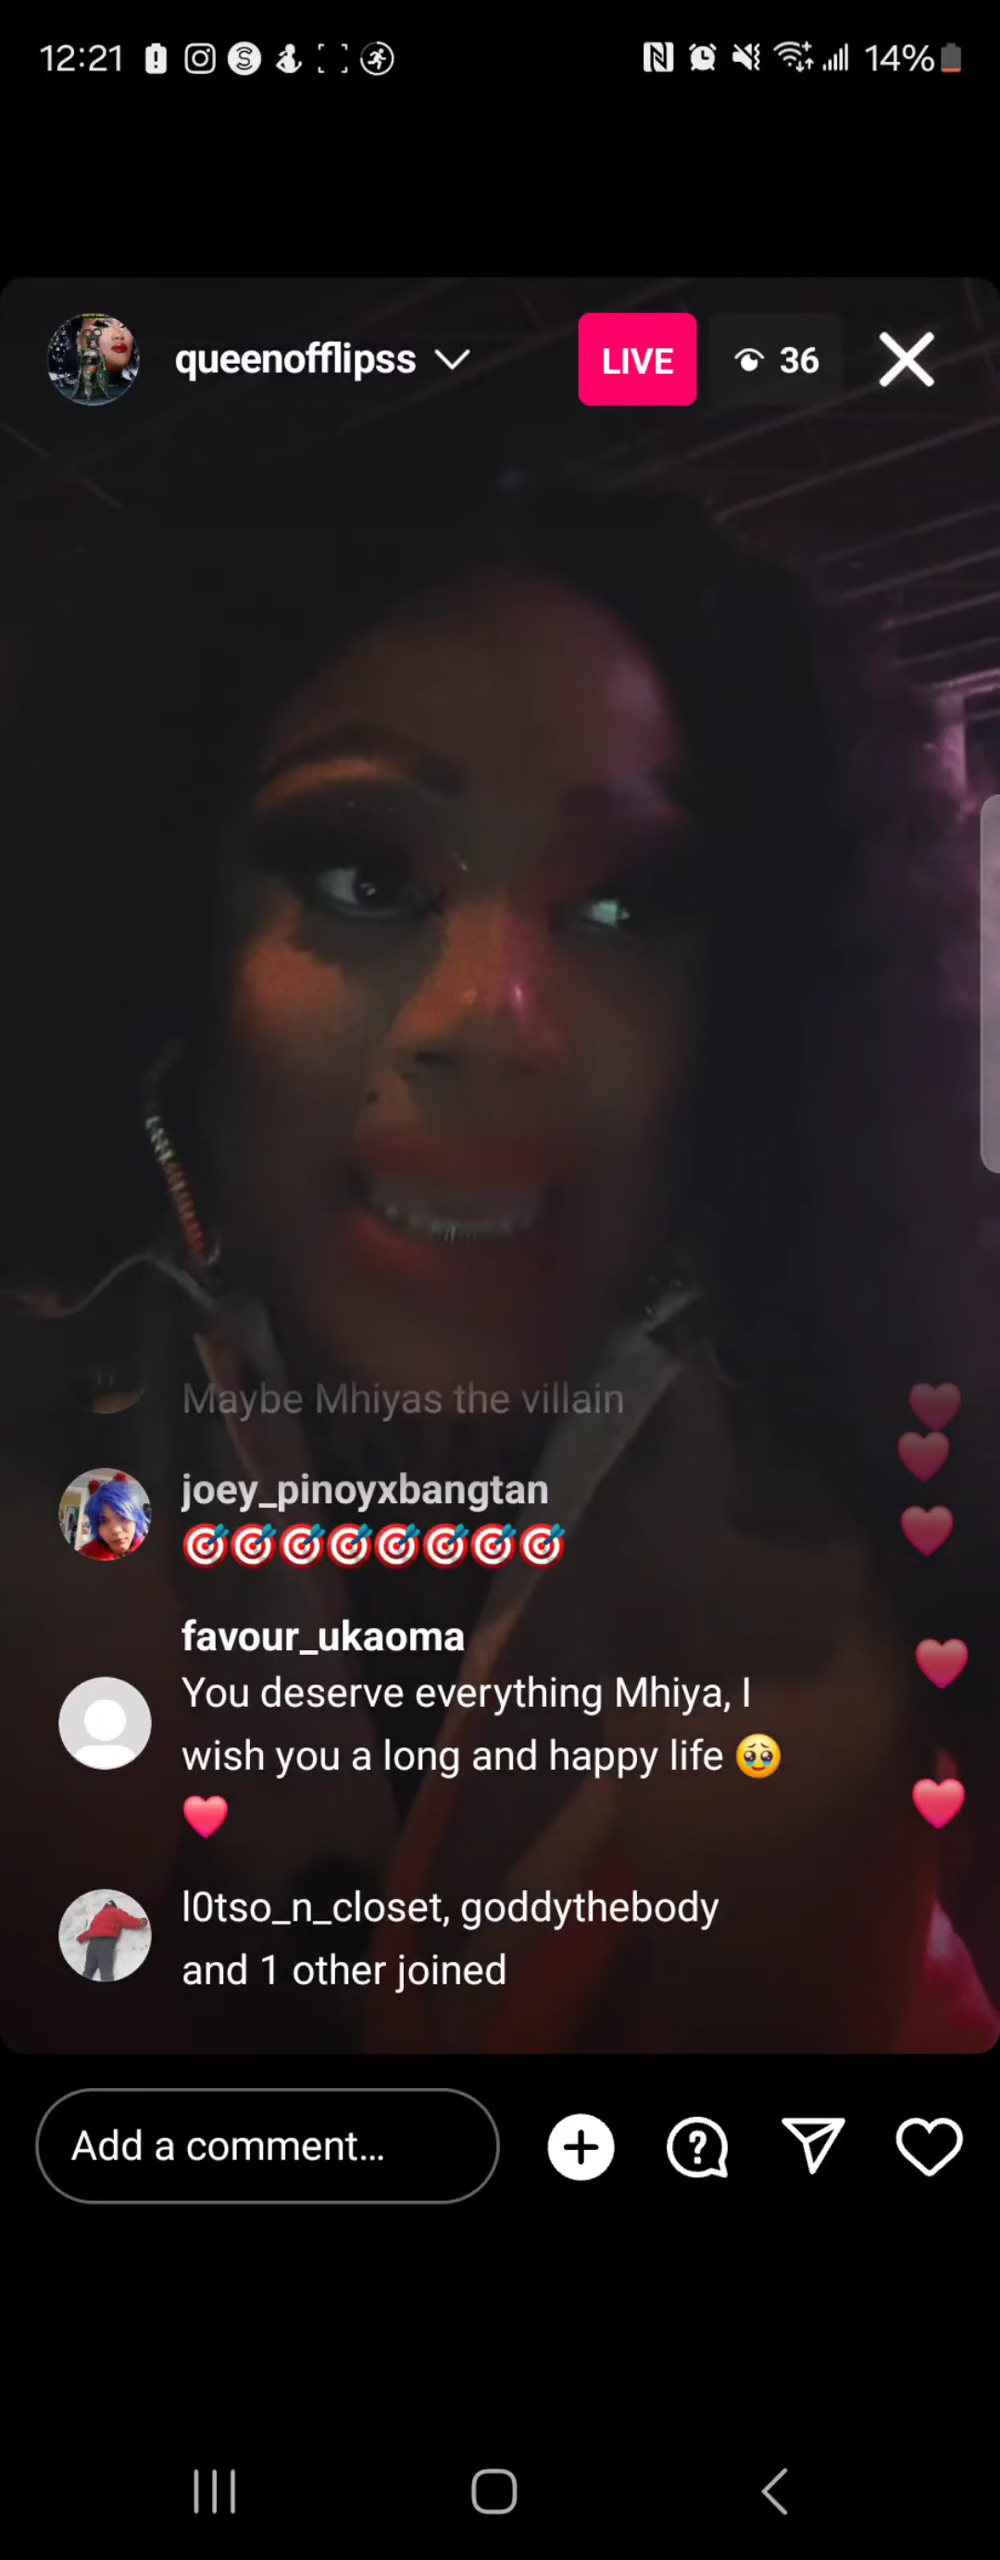 12:21
14%
queenofflipss
LIVE
36
Maybe Mhiyas the villain
joey_pinoyxbangtan
🎯🎯🎯🎯🎯🎯🎯🎯
favour_ukaoma
You deserve everything Mhiya, I
wish you a long and happy life 🥹
❤️
l0tso_n_closet, goddythebody
and 1 other joined
Add a comment...